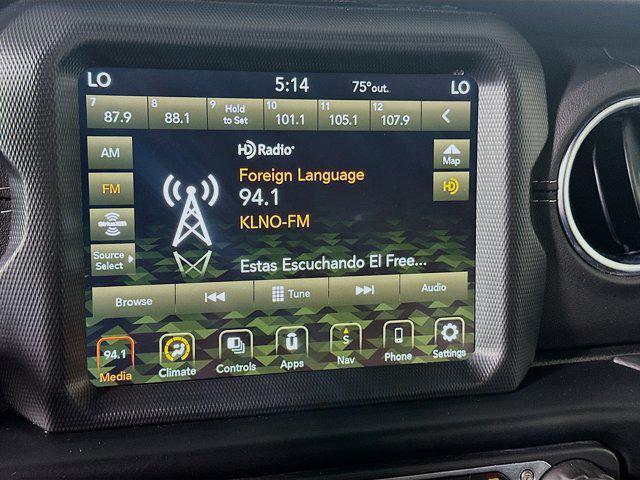 LO 5:14 75°out. LO
7 87.9 8 88.1 9 Hold to Set 10 101.1 11 105.1 12 107.9
AM
HD Radio
Map
Foreign Language
FM
94.1
HD
KLNO-FM
SiriusXM
Source Select
Estas Escuchando El Free...
Browse Tune Audio
94.1 S
Media Climate Controls Apps Nav Phone Settings